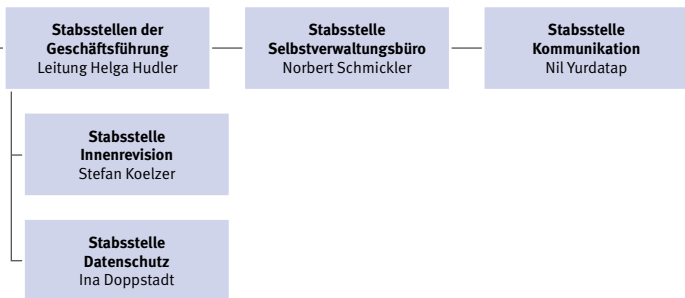 Stabsstellen der
Geschäftsführung
Leitung Helga Hudler
Stabsstelle
Selbstverwaltungsbüro
Norbert Schmickler
Stabsstelle
Kommunikation
Nil Yurdatap
Stabsstelle
Innenrevision
Stefan Koelzer
Stabsstelle
Datenschutz
Ina Doppstadt